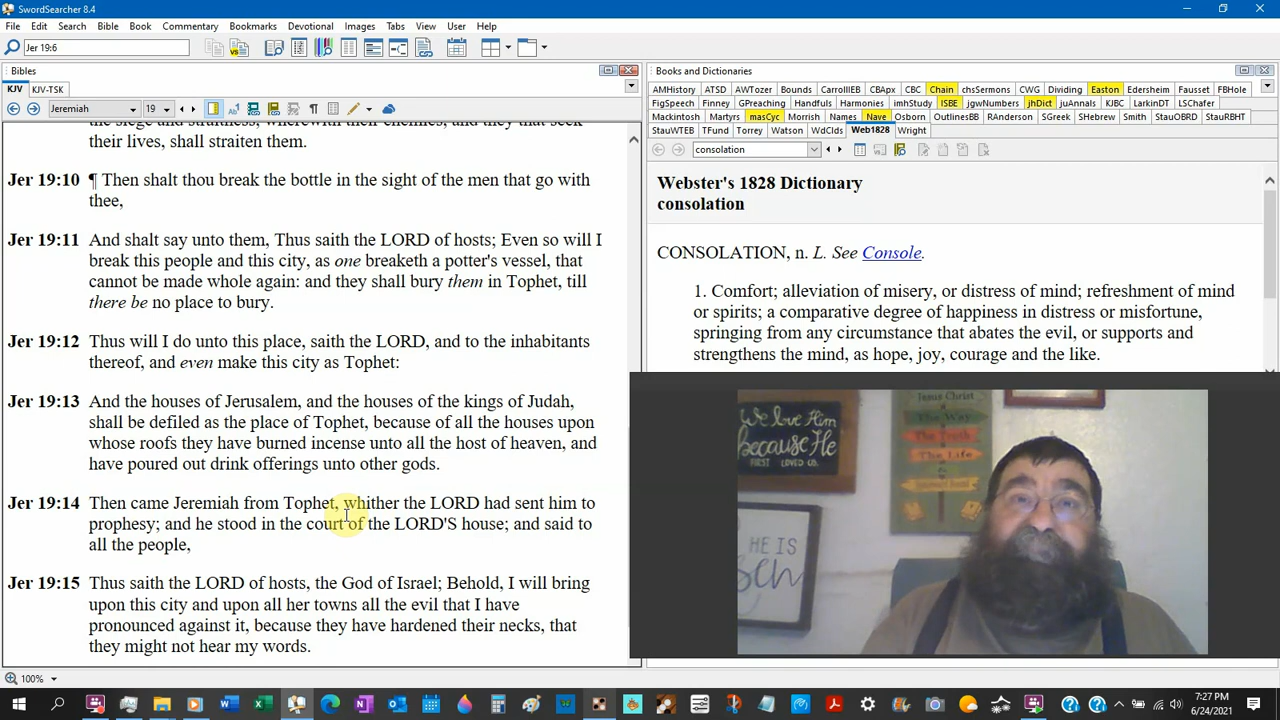 SwordSearcher 8.4
File Edit Search Bible Book Commentary Bookmarks Devotional Images Tabs View User Help
Jer 19:6
Bibles
KJV KJV-TSK
Jeremiah 19
the siege and straitness, wherewith their enemies, and they that seek
their lives, shall straiten them.
Jer 19:10 ¶ Then shalt thou break the bottle in the sight of the men that go with
thee,
Jer 19:11 And shalt say unto them, Thus saith the LORD of hosts; Even so will I
break this people and this city, as one breaketh a potter's vessel, that
cannot be made whole again: and they shall bury them in Tophet, till
there be no place to bury.
Jer 19:12 Thus will I do unto this place, saith the LORD, and to the inhabitants
thereof, and even make this city as Tophet:
Jer 19:13 And the houses of Jerusalem, and the houses of the kings of Judah,
shall be defiled as the place of Tophet, because of all the houses upon
whose roofs they have burned incense unto all the host of heaven, and
have poured out drink offerings unto other gods.
Jer 19:14 Then came Jeremiah from Tophet, whither the LORD had sent him to
prophesy; and he stood in the court of the LORD'S house; and said to
all the people,
Jer 19:15 Thus saith the LORD of hosts, the God of Israel; Behold, I will bring
upon this city and upon all her towns all the evil that I have
pronounced against it, because they have hardened their necks, that
they might not hear my words.
100%
Books and Dictionaries
AMHistory ATSD AWTozer Bounds CarrollIEB CBApx CBC Chain chsSermons CWG Dividing Easton Edersheim Fausset FBHole
FigSpeech Finney GPreaching Handfuls Harmonies imhStudy ISBE jgwNumbers jhDict juAnnals KJBC LarkinDT LSChafer
Mackintosh Martyrs masCyc Morrish Names Nave Osborn OutlinesBB RAnderson SGreek SHebrew Smith StauOBRD StauRBHT
StauWTEB TFund Torrey Watson WdClds Web1828 Wright
consolation
Webster's 1828 Dictionary
consolation
CONSOLATION, n. L. See Console.
1. Comfort; alleviation of misery, or distress of mind; refreshment of mind
or spirits; a comparative degree of happiness in distress or misfortune,
springing from any circumstance that abates the evil, or supports and
strengthens the mind, as hope, joy, courage and the like.
We love Him
because He
FIRST LOVED US.
Jesus Christ
The Way
The Truth
The Life
HE IS
7:27 PM
6/24/2021